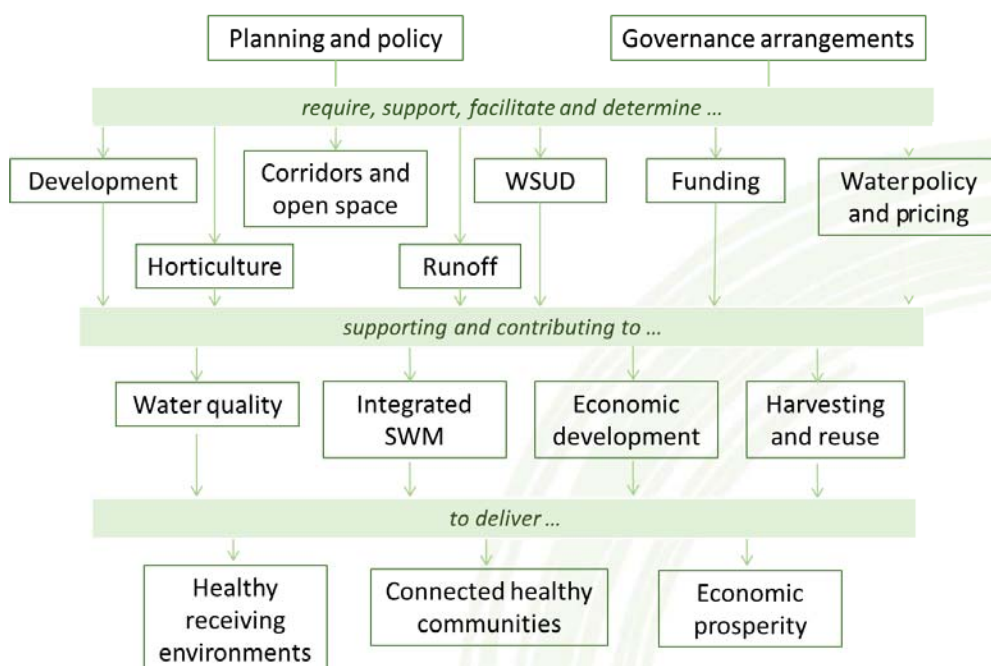 Planning and policy
Governance arrangements
require, support, facilitate and determine ...
Development
Corridors and
open space
WSUD
Funding
Water policy
and pricing
Horticulture
Runoff
supporting and contributing to ...
Water quality
Integrated
SWM
Economic
development
Harvesting
and reuse
to deliver ...
Healthy
receiving
environments
Connected healthy
communities
Economic
prosperity